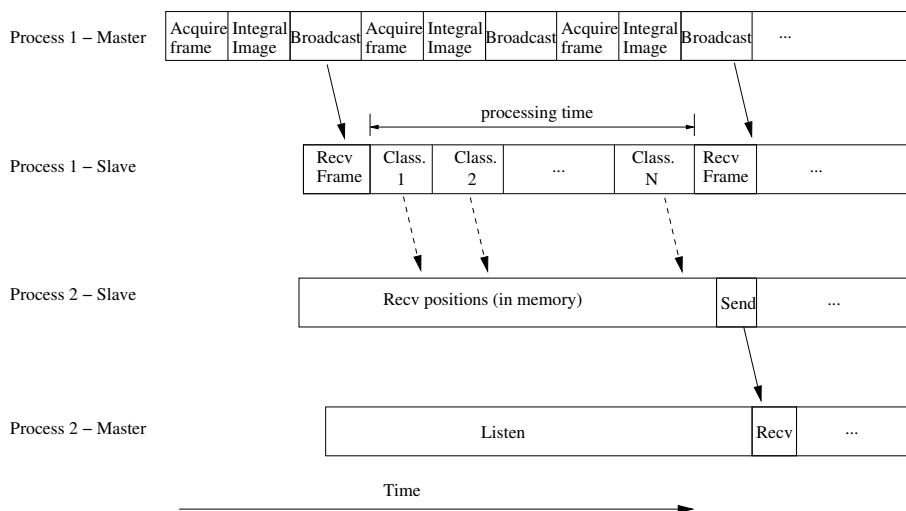 Process 1 − Master
Acquire
frame
Integral
Image
Broadcast
Acquire
frame
Integral
Image
Broadcast
Acquire
frame
Integral
Image
Broadcast
...
processing time
Process 1 − Slave
Recv
Frame
Class.
1
Class.
2
...
Class.
N
Recv
Frame
...
Process 2 − Slave
Recv positions (in memory)
Send
...
Process 2 − Master
Listen
Recv
...
Time